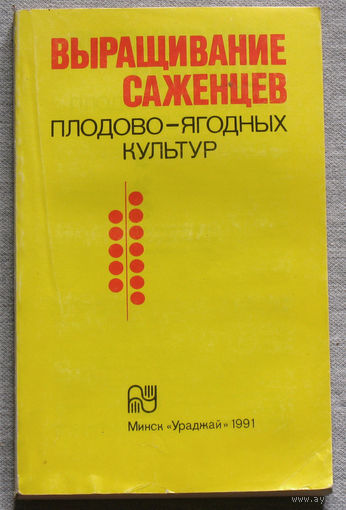 ВЫРАЩИВАНИЕ
САЖЕНЦЕВ
ПЛОДОВО-ЯГОДНЫХ
КУЛЬТУР
Минск «Ураджай» 1991